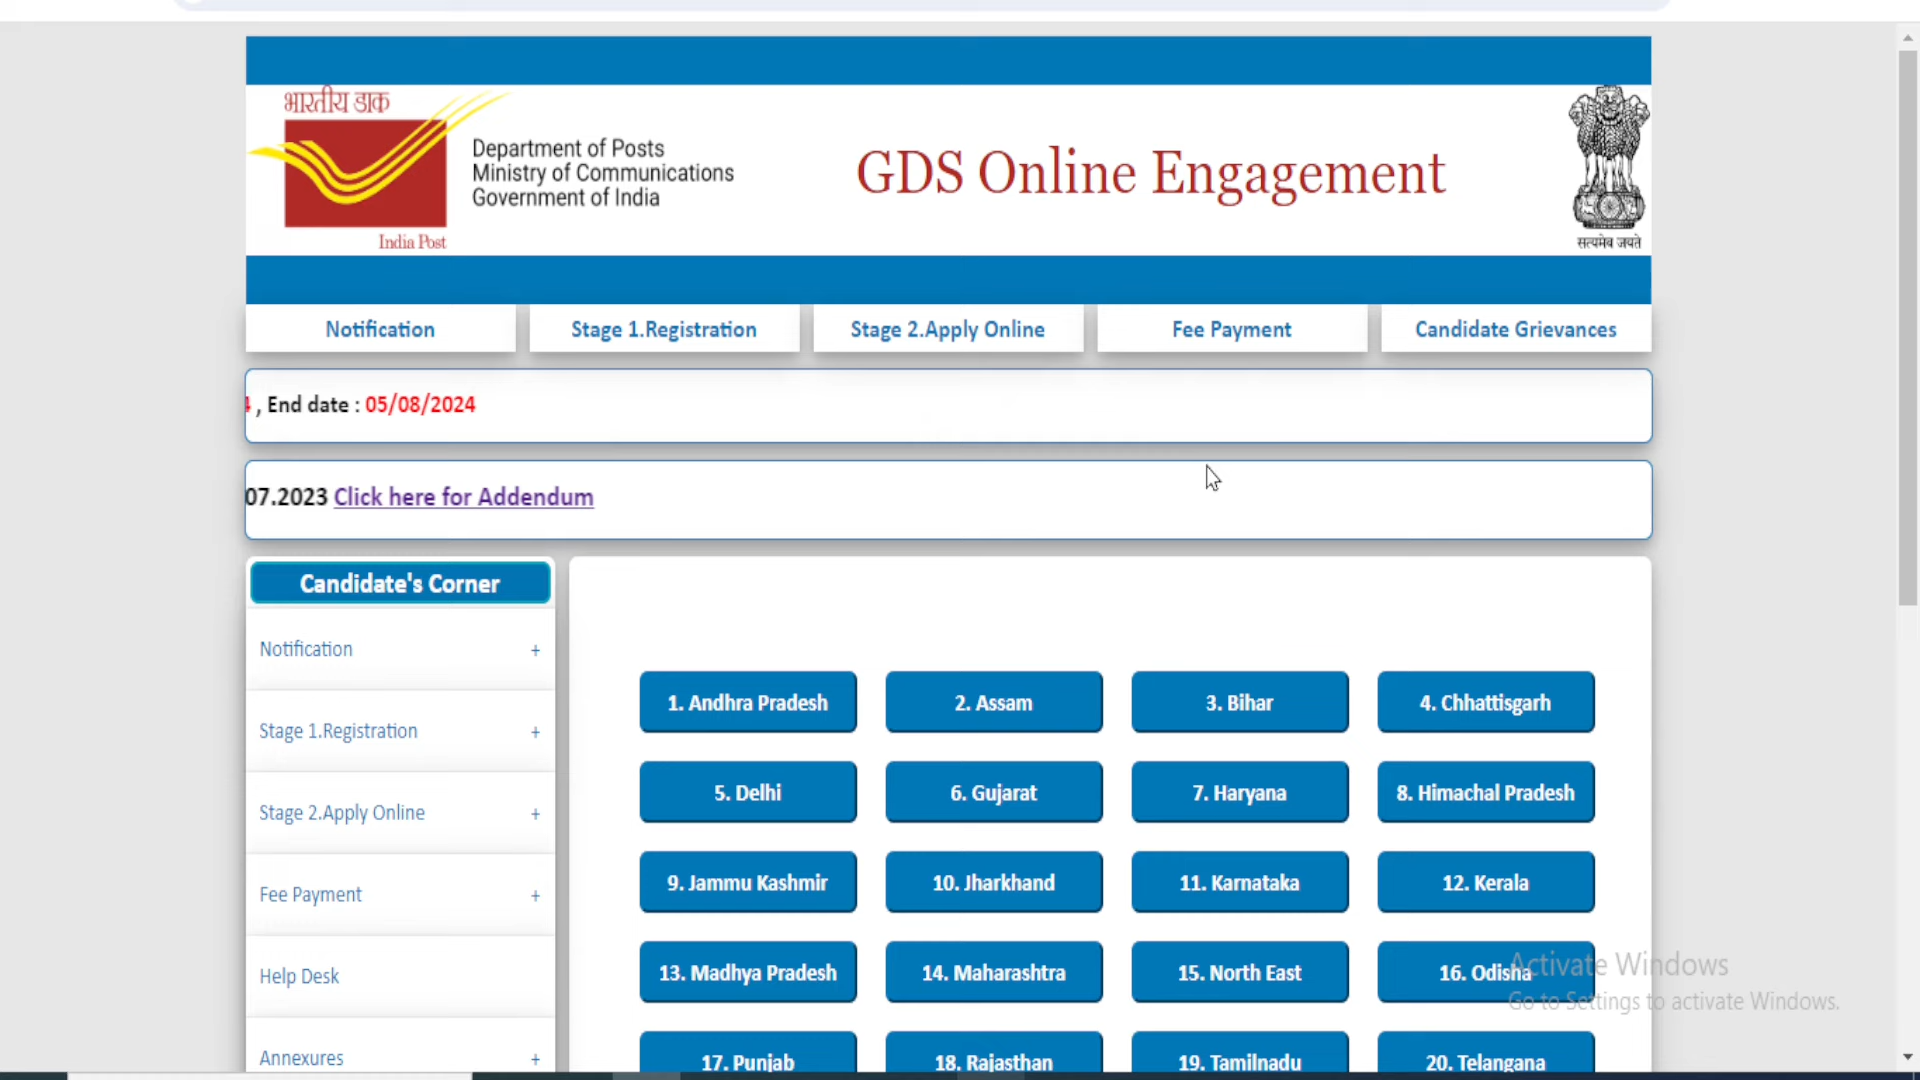 भारतीय डाक
India Post
Department of Posts
Ministry of Communications
Government of India
GDS Online Engagement
सत्यमेव जयते
Notification
Stage 1.Registration
Stage 2.Apply Online
Fee Payment
Candidate Grievances
, End date : 05/08/2024
07.2023 Click here for Addendum
Candidate's Corner
Notification +
Stage 1.Registration +
Stage 2.Apply Online +
Fee Payment +
Help Desk
Annexures +
1. Andhra Pradesh
2. Assam
3. Bihar
4. Chhattisgarh
5. Delhi
6. Gujarat
7. Haryana
8. Himachal Pradesh
9. Jammu Kashmir
10. Jharkhand
11. Karnataka
12. Kerala
13. Madhya Pradesh
14. Maharashtra
15. North East
16. Odisha
17. Punjab
18. Rajasthan
19. Tamilnadu
20. Telangana
Activate Windows
Go to Settings to activate Windows.